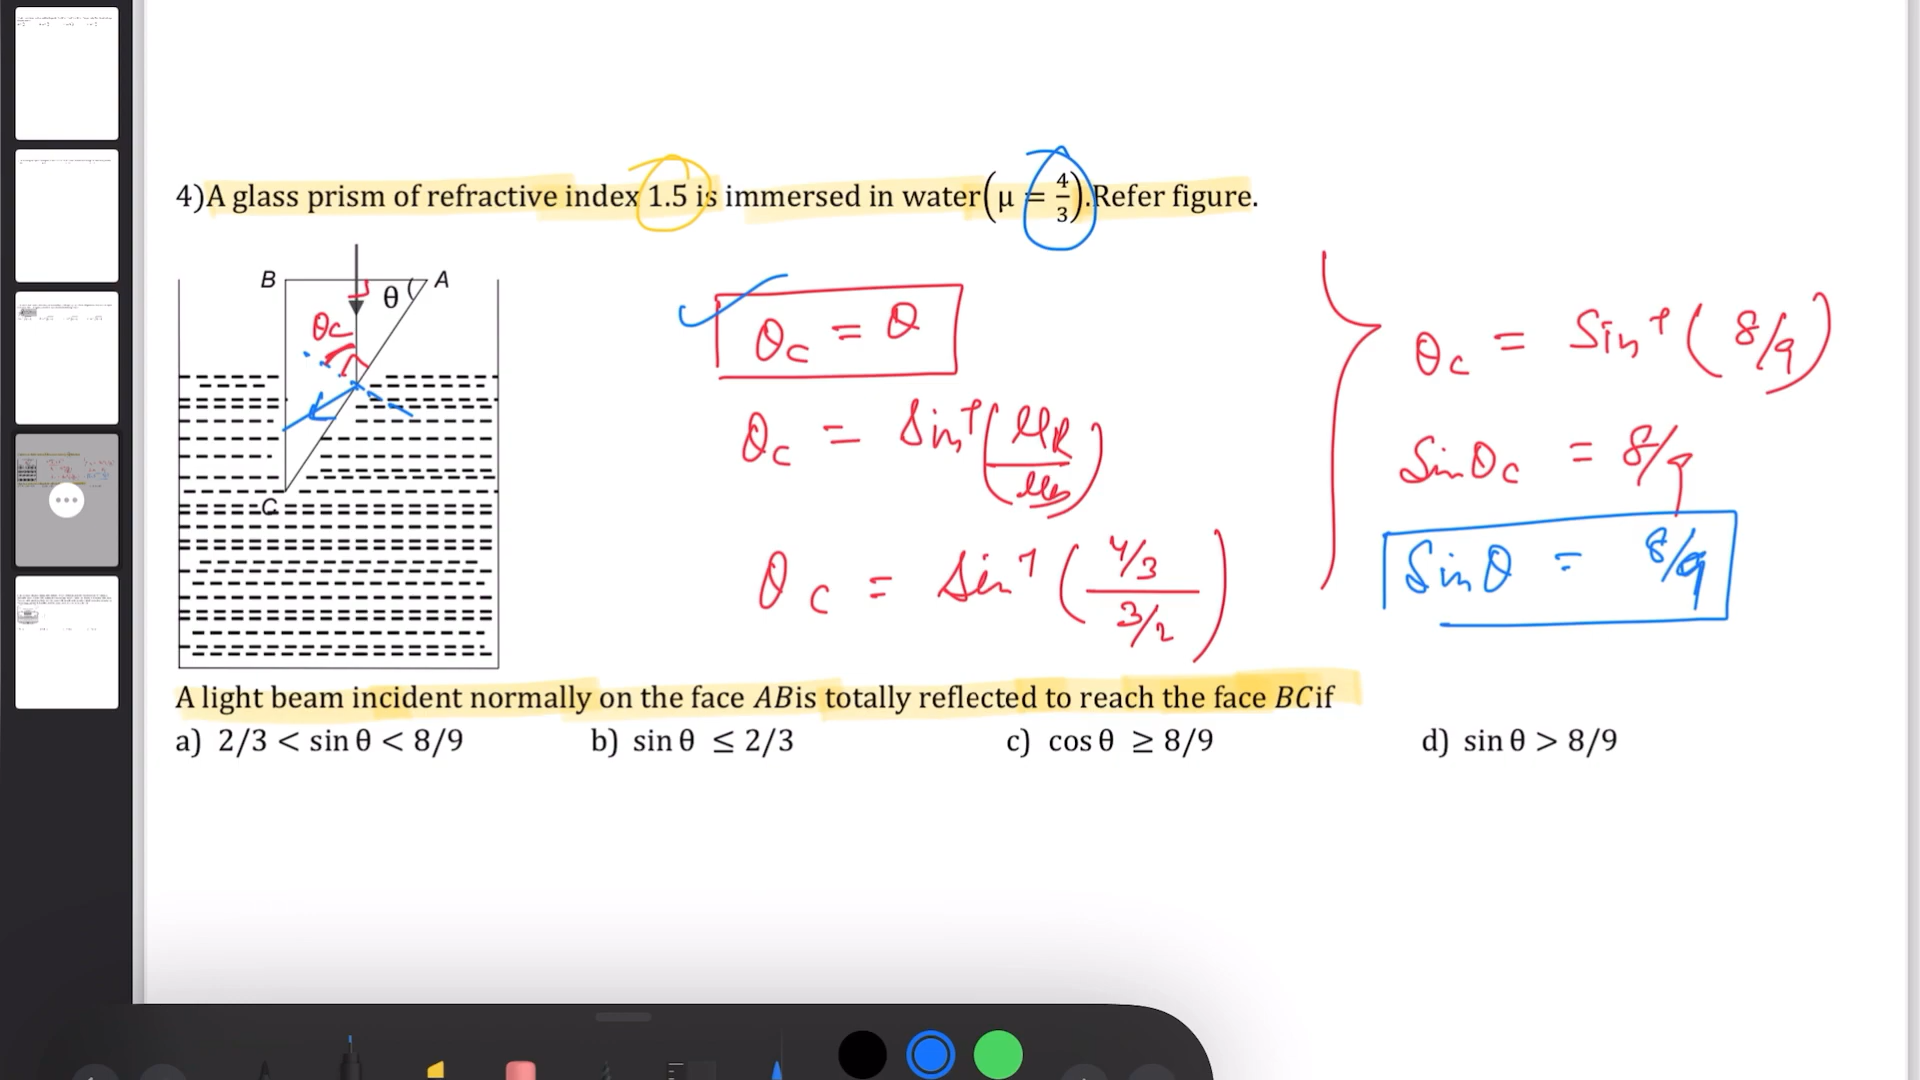 4)A glass prism of refractive index 1.5 is immersed in water(μ = 4/3).Refer figure.
B
A
θ
θc
C
θc = θ
θc = Sin⁻¹(μR/μD)
θc = Sin⁻¹(4/3 / 3/2)
θc = Sin⁻¹(8/9)
Sinθc = 8/9
Sinθ = 8/9
A light beam incident normally on the face ABis totally reflected to reach the face BCif
a) 2/3 < sin θ < 8/9
b) sin θ ≤ 2/3
c) cos θ ≥ 8/9
d) sin θ > 8/9